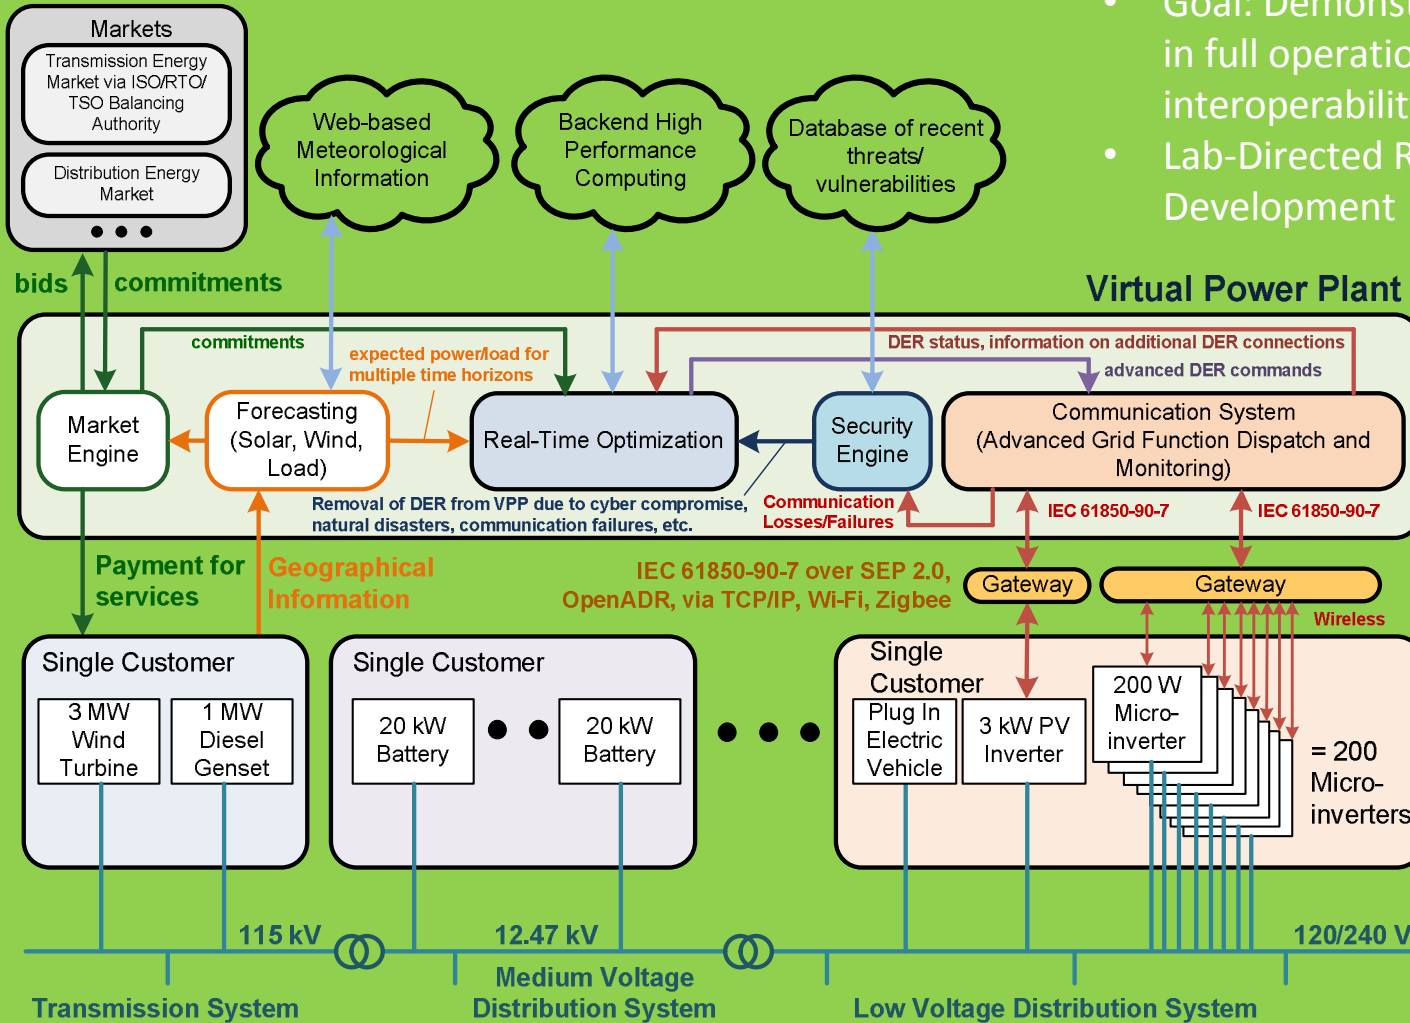 Markets
Transmission Energy
Market via ISO/RTO/
TSO Balancing
Authority
Distribution Energy
Market
Web-based
Meteorological
Information
Backend High
Performance
Computing
Database of recent
threats/
vulnerabilities
• in full operatio
interoperabilit
• Lab-Directed R
Development
bids
commitments
Virtual Power Plant
commitments
expected power/load for
multiple time horizons
DER status, information on additional DER connections
advanced DER commands
Market
Engine
Forecasting
(Solar, Wind,
Load)
Real-Time Optimization
Security
Engine
Communication System
(Advanced Grid Function Dispatch and
Monitoring)
Removal of DER from VPP due to cyber compromise,
natural disasters, communication failures, etc.
Communication
Losses/Failures
IEC 61850-90-7
IEC 61850-90-7
Payment for
services
Geographical
Information
IEC 61850-90-7 over SEP 2.0,
OpenADR, via TCP/IP, Wi-Fi, Zigbee
Gateway
Gateway
Wireless
Single Customer
3 MW
Wind
Turbine
1 MW
Diesel
Genset
Single Customer
20 kW
Battery
20 kW
Battery
Single
Customer
Plug In
Electric
Vehicle
3 kW PV
Inverter
200 W
Micro-
inverter
= 200
Micro-
inverters
115 kV
12.47 kV
120/240 V
Transmission System
Medium Voltage
Distribution System
Low Voltage Distribution System